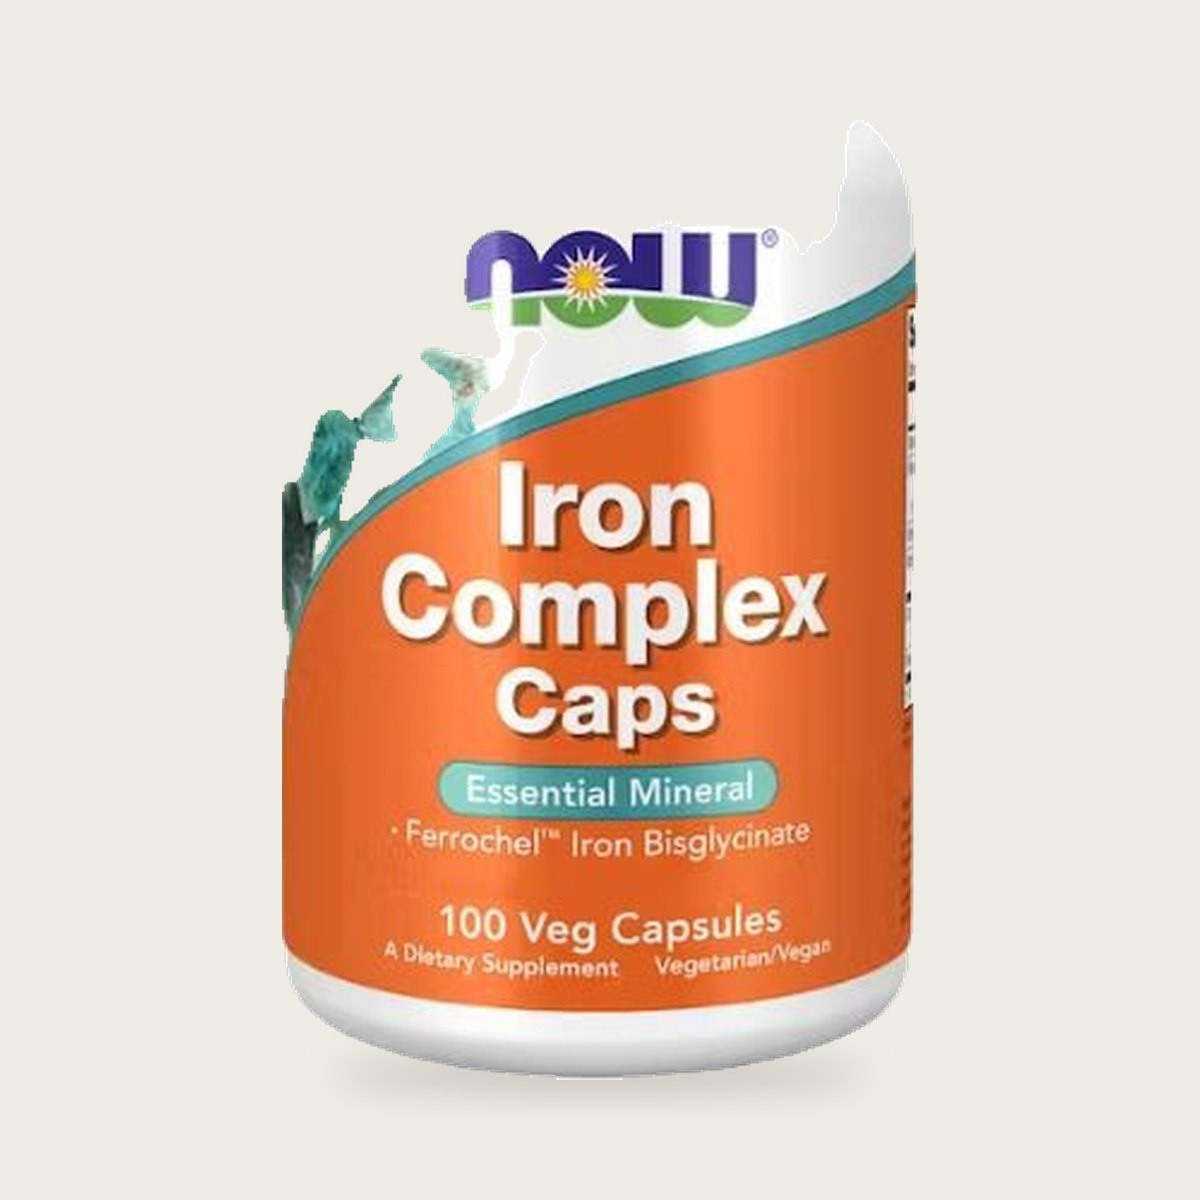 NOW®
Iron
Complex
Caps
Essential Mineral
• Ferrochel™ Iron Bisglycinate
100 Veg Capsules
A Dietary Supplement Vegetarian/Vegan